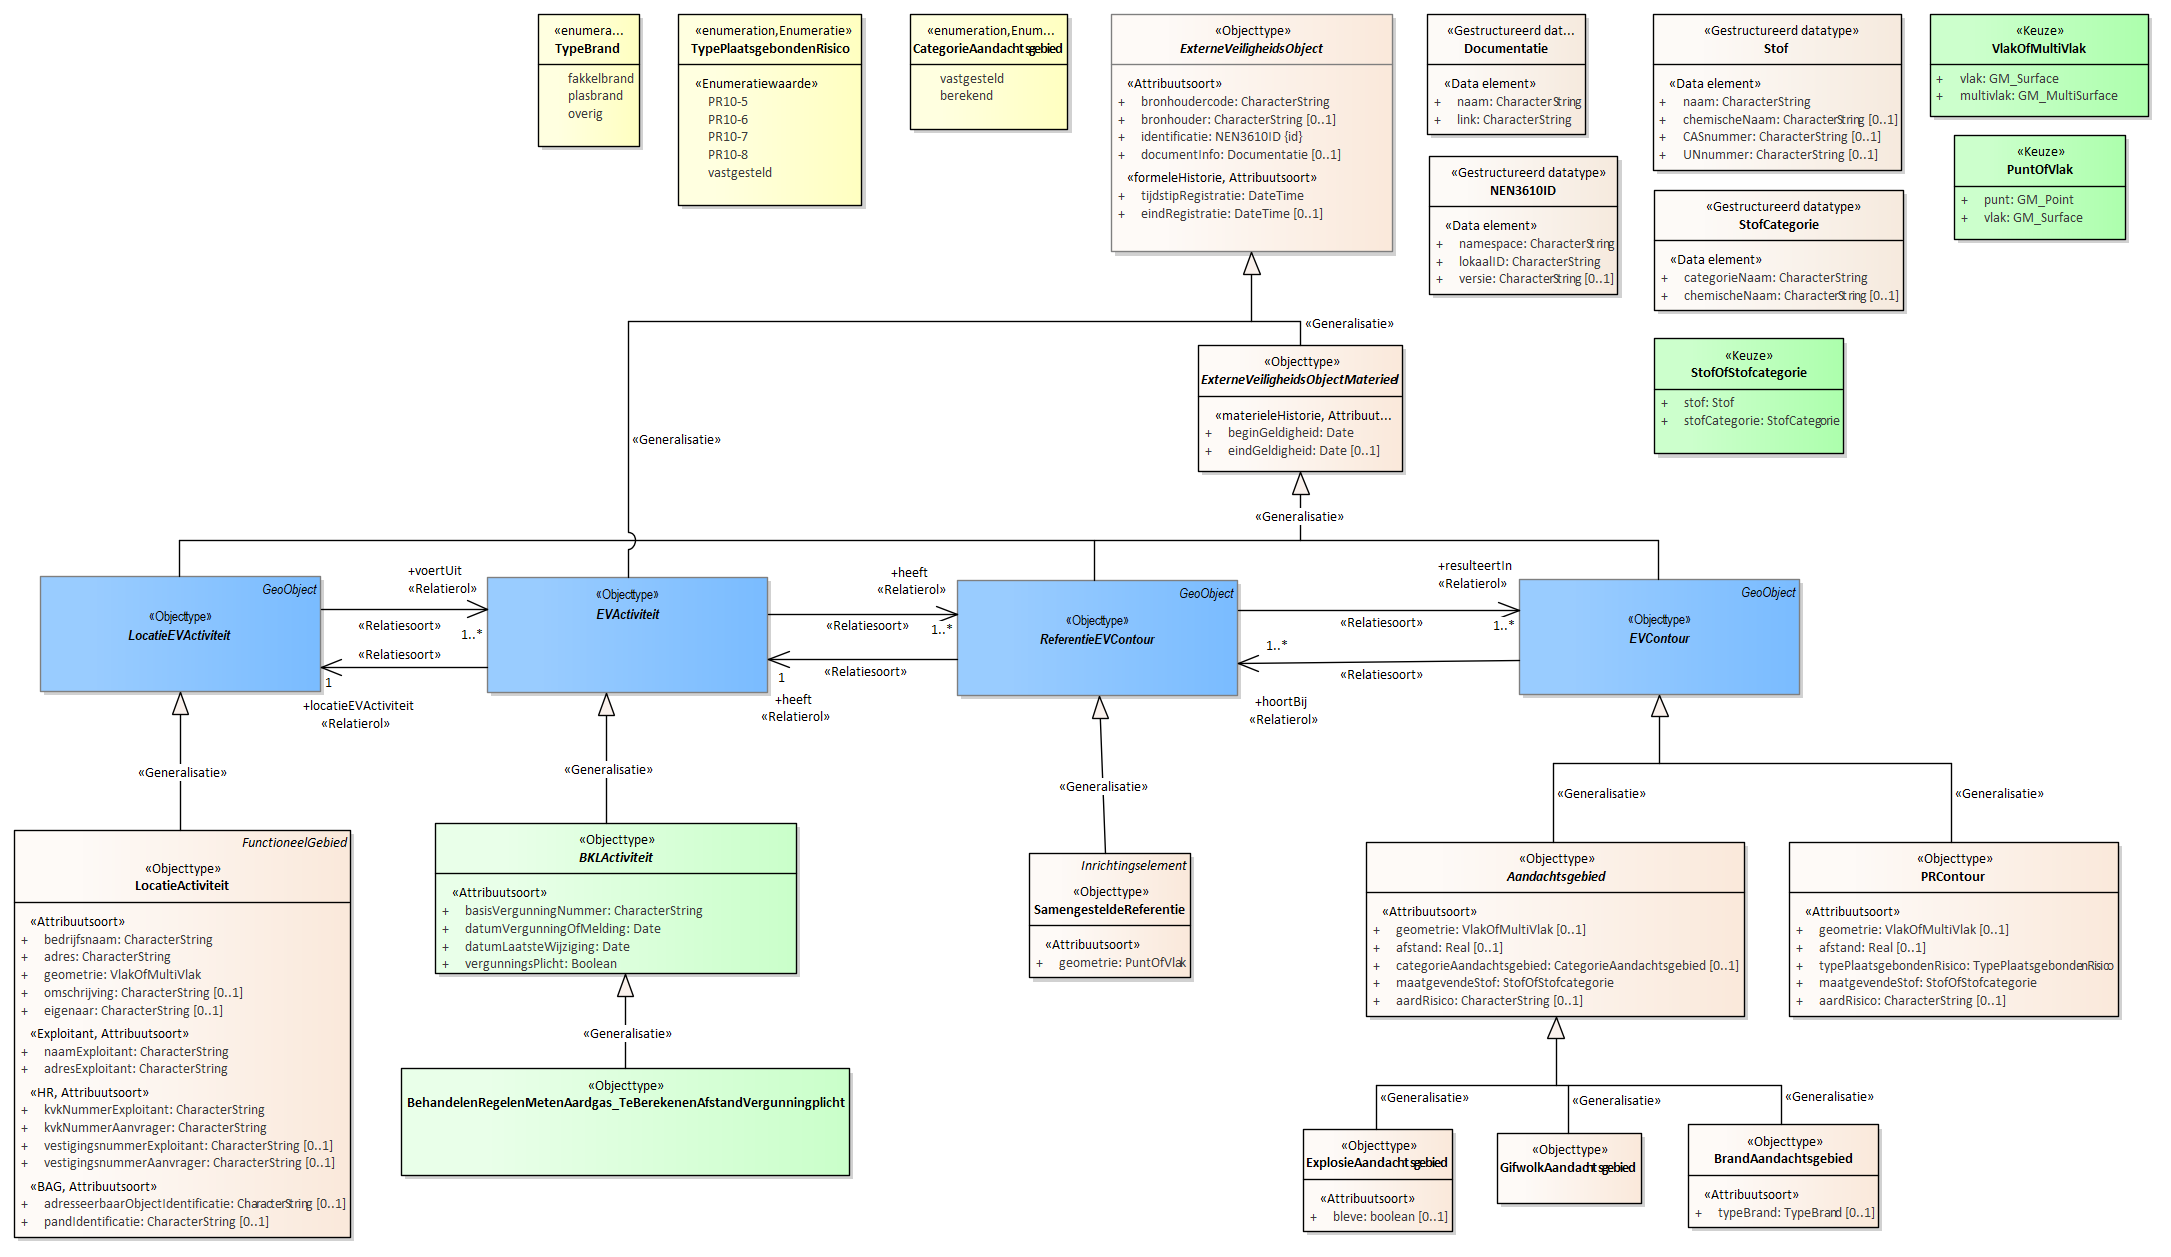 «enumera...
TypeBrand
fakkelbrand
plasbrand
overig
«enumeration,Enumeratie»
TypePlaatsgebondenRisico
«Enumeratiewaarde»
PR10-5
PR10-6
PR10-7
PR10-8
vastgesteld
«enumeration,Enum...
CategorieAandachtsgebied
vastgesteld
berekend
«Objecttype»
ExterneVeiligheidsObject
«Attribuutsoort»
+ bronhoudercode: CharacterString
+ bronhouder: CharacterString [0..1]
+ identificatie: NEN3610ID {id}
+ documentInfo: Documentatie [0..1]
«formeleHistorie, Attribuutsoort»
+ tijdstipRegistratie: DateTime
+ eindRegistratie: DateTime [0..1]
«Gestructureerd dat...
Documentatie
«Data element»
+ naam: CharacterString
+ link: CharacterString
«Gestructureerd datatype»
NEN3610ID
«Data element»
+ namespace: CharacterString
+ lokaalID: CharacterString
+ versie: CharacterString [0..1]
«Gestructureerd datatype»
Stof
«Data element»
+ naam: CharacterString
+ chemischeNaam: CharacterString [0..1]
+ CASnummer: CharacterString [0..1]
+ UNnummer: CharacterString [0..1]
«Gestructureerd datatype»
StofCategorie
«Data element»
+ categorieNaam: CharacterString
+ chemischeNaam: CharacterString [0..1]
«Keuze»
StofOfStofcategorie
+ stof: Stof
+ stofCategorie: StofCategorie
«Keuze»
VlakOfMultiVlak
+ vlak: GM_Surface
+ multivlak: GM_MultiSurface
«Keuze»
PuntOfVlak
+ punt: GM_Point
+ vlak: GM_Surface
«Generalisatie»
«Objecttype»
ExterneVeiligheidsObjectMaterieel
«materieleHistorie, Attribuut...
+ beginGeldigheid: Date
+ eindGeldigheid: Date [0..1]
«Generalisatie»
«Generalisatie»
GeoObject
«Objecttype»
LocatieEVActiviteit
+voertUit
«Relatierol»
«Relatiesoort»
1..*
«Relatiesoort»
1
+locatieEVActiviteit
«Relatierol»
«Objecttype»
EVActiviteit
+heeft
«Relatierol»
«Relatiesoort»
1..*
«Relatiesoort»
1
+heeft
«Relatierol»
GeoObject
«Objecttype»
ReferentieEVContour
+resulteertIn
«Relatierol»
«Relatiesoort»
1..*
1..*
«Relatiesoort»
+hoortBij
«Relatierol»
GeoObject
«Objecttype»
EVContour
«Generalisatie»
«Generalisatie»
«Generalisatie»
«Generalisatie»
«Generalisatie»
FunctioneelGebied
«Objecttype»
LocatieActiviteit
«Attribuutsoort»
+ bedrijfsnaam: CharacterString
+ adres: CharacterString
+ geometrie: VlakOfMultiVlak
+ omschrijving: CharacterString [0..1]
+ eigenaar: CharacterString [0..1]
«Exploitant, Attribuutsoort»
+ naamExploitant: CharacterString
+ adresExploitant: CharacterString
«HR, Attribuutsoort»
+ kvkNummerExploitant: CharacterString
+ kvkNummerAanvrager: CharacterString
+ vestigingsnummerExploitant: CharacterString [0..1]
+ vestigingsnummerAanvrager: CharacterString [0..1]
«BAG, Attribuutsoort»
+ adresseerbaarObjectIdentificatie: CharacterString [0..1]
+ pandIdentificatie: CharacterString [0..1]
«Objecttype»
BKLActiviteit
«Attribuutsoort»
+ basisVergunningNummer: CharacterString
+ datumVergunningOfMelding: Date
+ datumLaatsteWijziging: Date
+ vergunningsPlicht: Boolean
«Generalisatie»
«Objecttype»
BehandelenRegelenMetenAardgas_TeBerekenenAfstandVergunningplicht
Inrichtingselement
«Objecttype»
SamengesteldeReferentie
«Attribuutsoort»
+ geometrie: PuntOfVlak
«Objecttype»
Aandachtsgebied
«Attribuutsoort»
+ geometrie: VlakOfMultiVlak [0..1]
+ afstand: Real [0..1]
+ categorieAandachtsgebied: CategorieAandachtsgebied [0..1]
+ maatgevendeStof: StofOfStofcategorie
+ aardRisico: CharacterString [0..1]
«Objecttype»
PRContour
«Attribuutsoort»
+ geometrie: VlakOfMultiVlak [0..1]
+ afstand: Real [0..1]
+ typePlaatsgebondenRisico: TypePlaatsgebondenRisico
+ maatgevendeStof: StofOfStofcategorie
+ aardRisico: CharacterString [0..1]
«Generalisatie»
«Generalisatie»
«Generalisatie»
«Objecttype»
ExplosieAandachtsgebied
«Attribuutsoort»
+ bleve: boolean [0..1]
«Objecttype»
GifwolkAandachtsgebied
«Objecttype»
BrandAandachtsgebied
«Attribuutsoort»
+ typeBrand: TypeBrand [0..1]